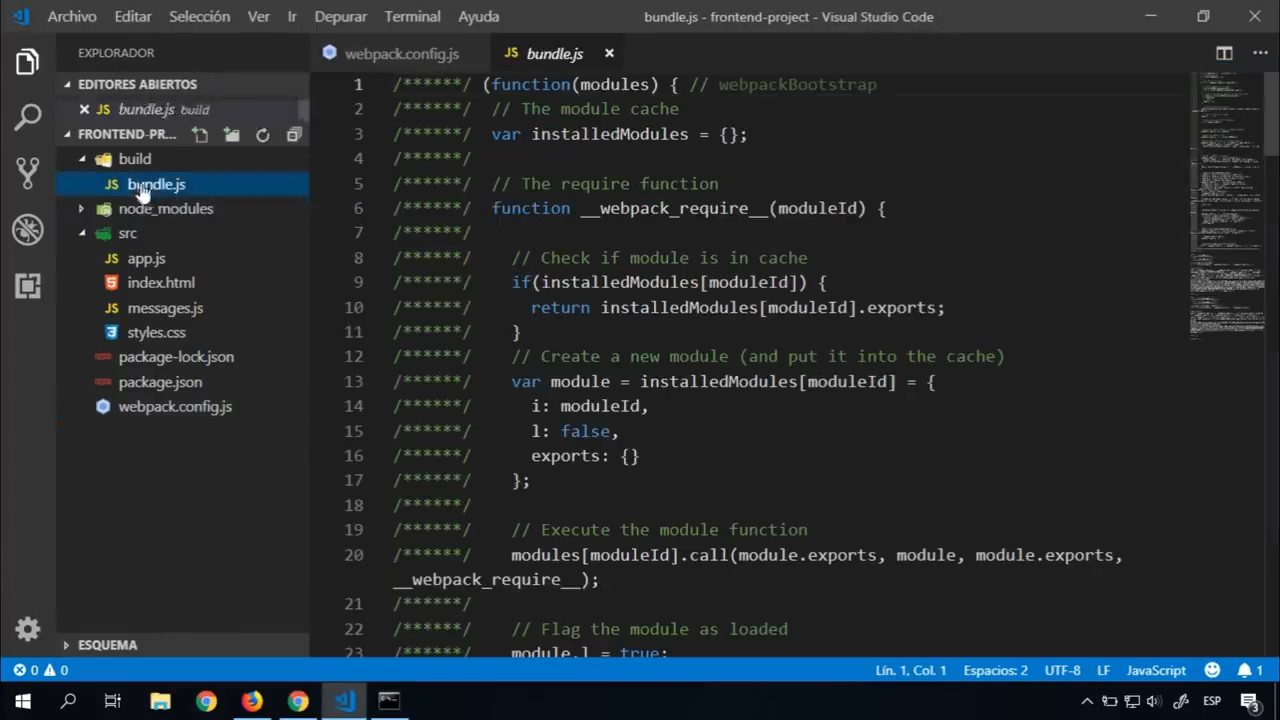 Archivo Editar Selección Ver Ir Depurar Terminal Ayuda bundle.js - frontend-project - Visual Studio Code
EXPLORADOR
EDITORES ABIERTOS
bundle.js build
FRONTEND-PR...
build
bundle.js
node_modules
src
app.js
index.html
messages.js
styles.css
package-lock.json
package.json
webpack.config.js
ESQUEMA
webpack.config.js JS bundle.js
1 /******/ (function(modules) { // webpackBootstrap
2 /******/ // The module cache
3 /******/ var installedModules = {};
4 /******/
5 /******/ // The require function
6 /******/ function __webpack_require__(moduleId) {
7 /******/
8 /******/ // Check if module is in cache
9 /******/ if(installedModules[moduleId]) {
10 /******/ return installedModules[moduleId].exports;
11 /******/ }
12 /******/ // Create a new module (and put it into the cache)
13 /******/ var module = installedModules[moduleId] = {
14 /******/ i: moduleId,
15 /******/ l: false,
16 /******/ exports: {}
17 /******/ };
18 /******/
19 /******/ // Execute the module function
20 /******/ modules[moduleId].call(module.exports, module, module.exports,
__webpack_require__);
21 /******/
22 /******/ // Flag the module as loaded
23 /******/ module.l = true;
0 0 Lín. 1, Col. 1 Espacios: 2 UTF-8 LF JavaScript 1
ESP 3